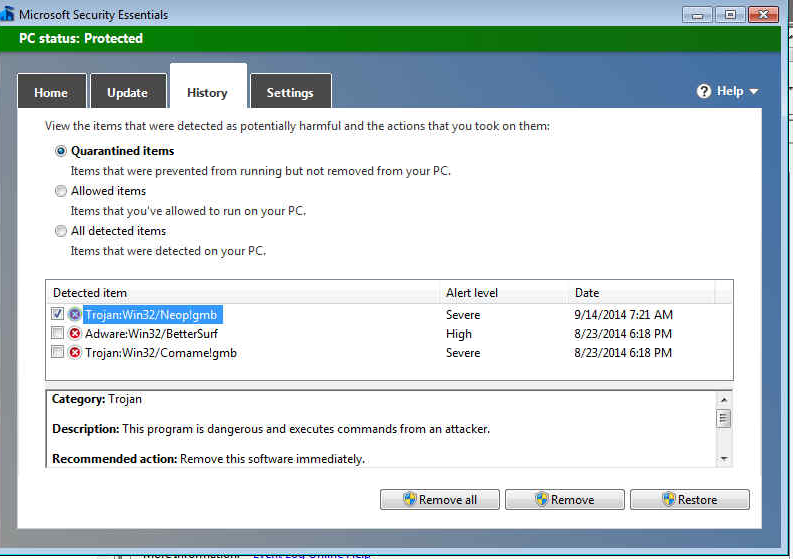 Microsoft Security Essentials
PC status: Protected
Home Update History Settings Help
View the items that were detected as potentially harmful and the actions that you took on them:
Quarantined items
Items that were prevented from running but not removed from your PC.
Allowed items
Items that you've allowed to run on your PC.
All detected items
Items that were detected on your PC.
Detected item Alert level Date
Trojan:Win32/Neop!gmb Severe 9/14/2014 7:21 AM
Adware:Win32/BetterSurf High 8/23/2014 6:18 PM
Trojan:Win32/Comame!gmb Severe 8/23/2014 6:18 PM
Category: Trojan
Description: This program is dangerous and executes commands from an attacker.
Recommended action: Remove this software immediately.
Remove all Remove Restore
More Information: Event Log Online Help